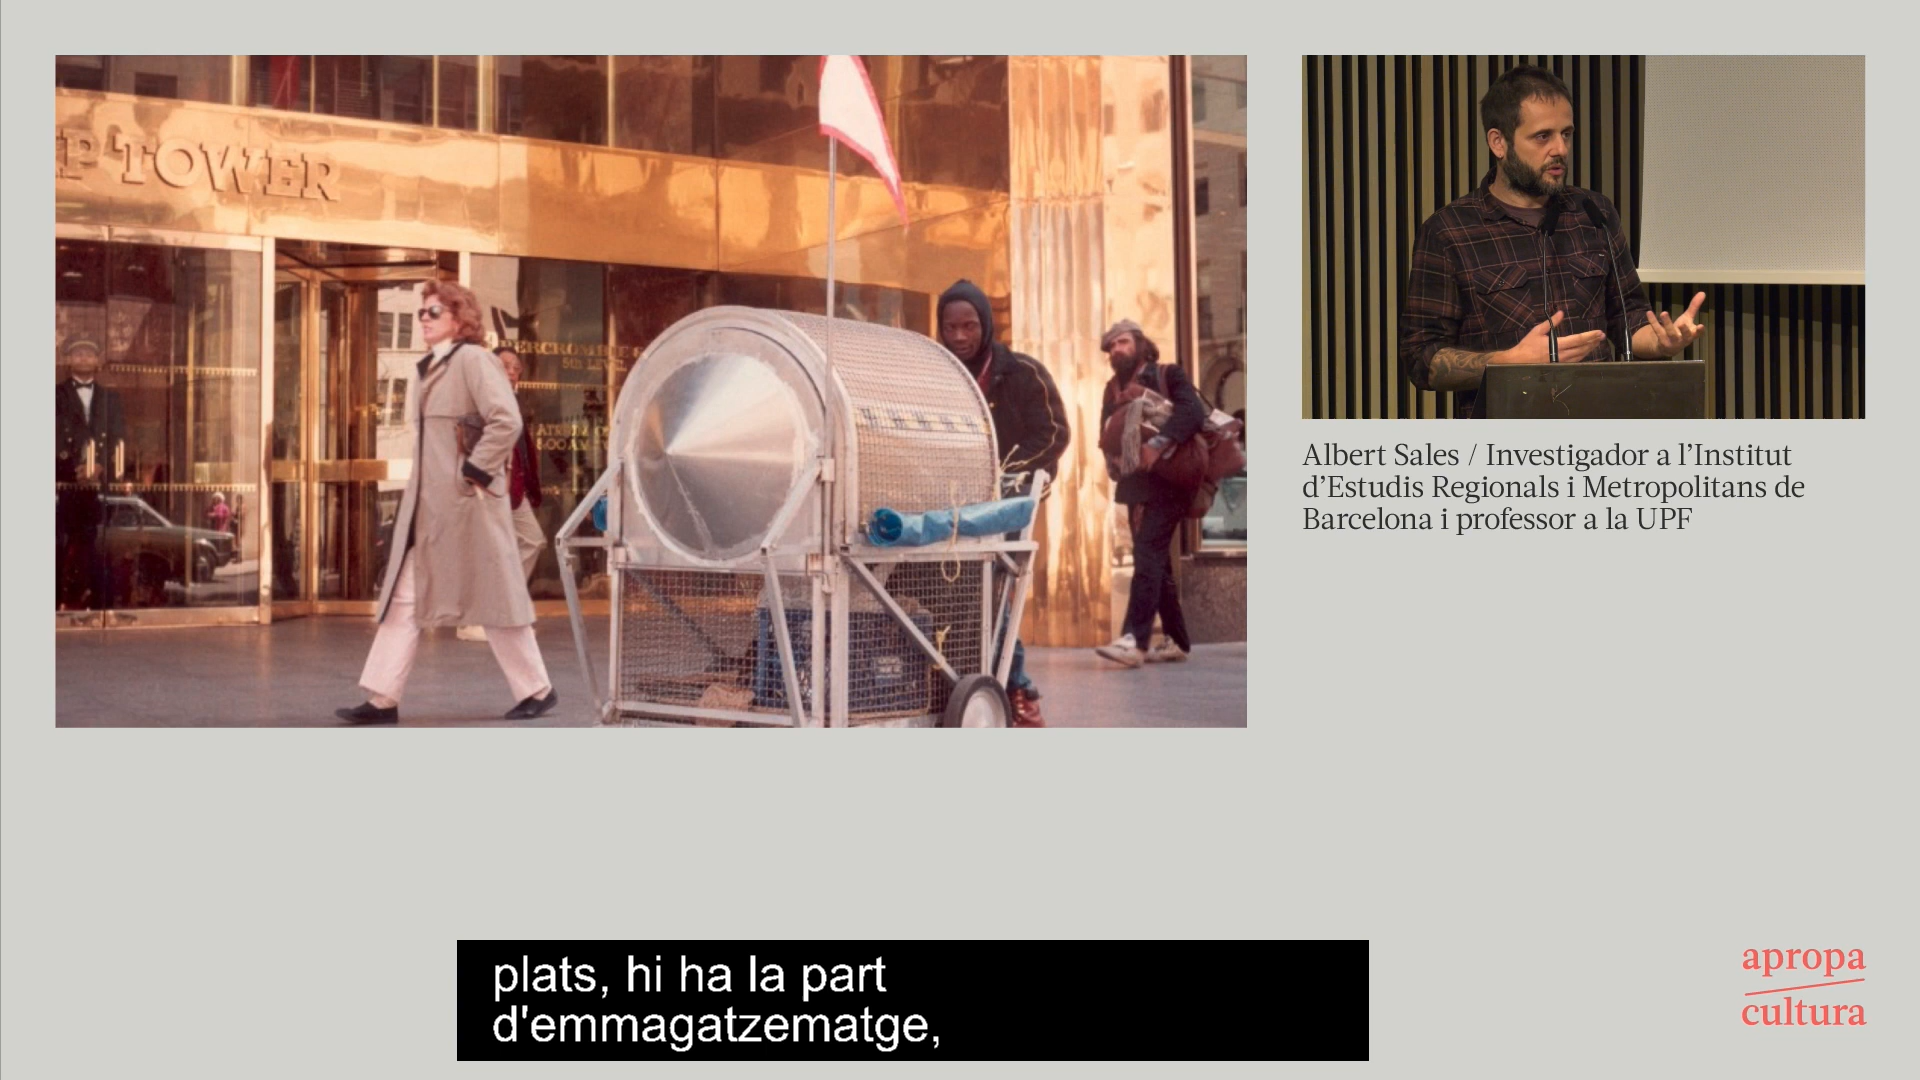 P TOWER
Albert Sales / Investigador a l’Institut
d’Estudis Regionals i Metropolitans de
Barcelona i professor a la UPF
plats, hi ha la part
d'emmagatzematge,
apropa
cultura